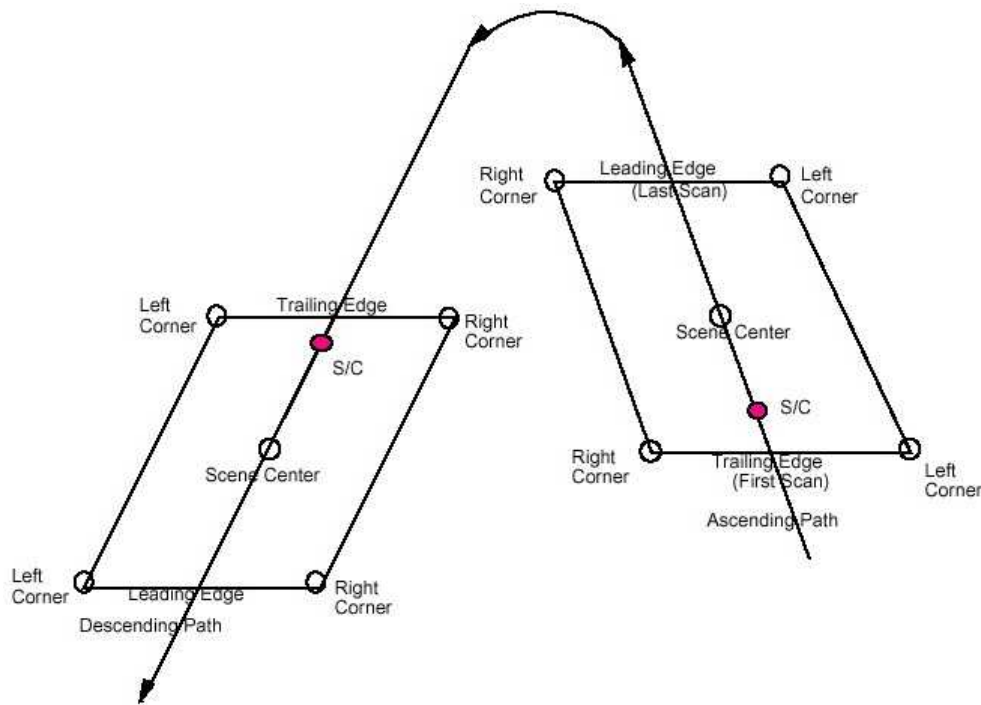 Right
Corner
Leading Edge
(Last Scan)
Left
Corner
Left
Corner
Trailing Edge
Right
Corner
S/C
Scene Center
Scene Center
S/C
Right
Corner
Trailing Edge
(First Scan)
Left
Corner
Ascending Path
Left
Corner
Leading Edge
Right
Corner
Descending Path